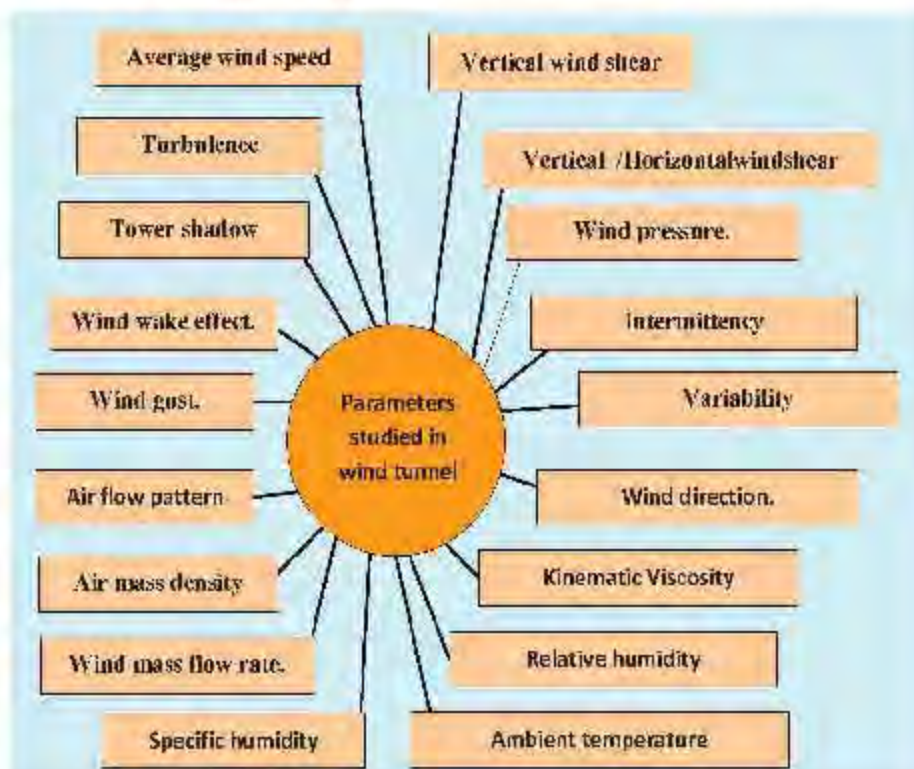 Average wind speed
Vertical wind shear
Turbulence
Vertical /Horizontalwindshear
Tower shadow
Wind pressure.
Wind wake effect.
intermittency
Wind gust.
Variability
Parameters
studied in
wind tunnel
Air flow pattern
Wind direction.
Air mass density
Kinematic Viscosity
Wind mass flow rate.
Relative humidity
Specific humidity
Ambient temperature